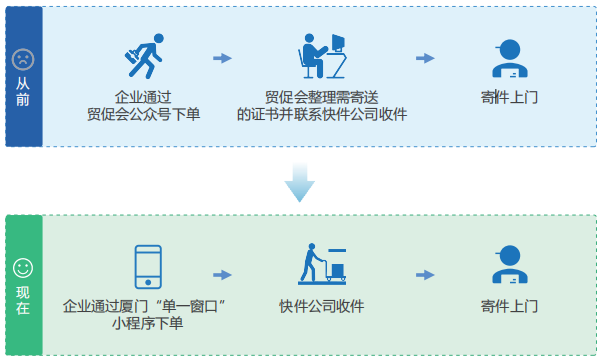 从
前
企业通过
贸促会公众号下单
贸促会整理需寄送
的证书并联系快件公司收件
寄件上门
现
在
企业通过厦门“单一窗口”
小程序下单
快件公司收件
寄件上门